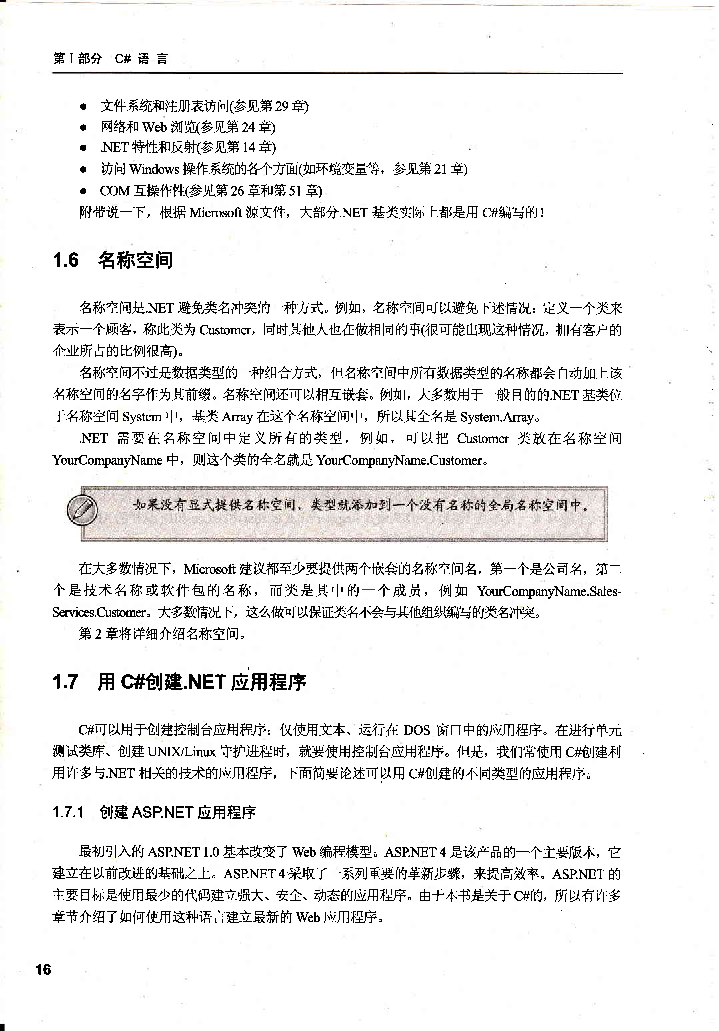 第 I 部分 C# 语 言
● 文件系统和注册表访问(参见第 29 章)
● 网络和 Web 浏览(参见第 24 章)
● .NET 特性和反射(参见第 14 章)
● 访问 Windows 操作系统的各个方面(如环境变量等，参见第 21 章)
● COM 互操作性(参见第 26 章和第 51 章)
附带说一下，根据 Microsoft 源文件，大部分.NET 基类实际上都是用 C#编写的！
1.6 名称空间
名称空间是.NET 避免类名冲突的一种方式。例如，名称空间可以避免下述情况：定义一个类来
表示一个顾客，称此类为 Customer，同时其他人也在做相同的事(很可能出现这种情况，拥有客户的
企业所占的比例很高)。
名称空间不过是数据类型的一种组合方式，但名称空间中所有数据类型的名称都会自动加上该
名称空间的名字作为其前缀。名称空间还可以相互嵌套。例如，大多数用于一般目的的.NET 基类位
于名称空间 System 中，基类 Array 在这个名称空间中，所以其全名是 System.Array。
.NET 需要在名称空间中定义所有的类型，例如，可以把 Customer 类放在名称空间
YourCompanyName 中，则这个类的全名就是 YourCompanyName.Customer。
如果没有显式提供名称空间，类型就添加到一个没有名称的全局名称空间中。
在大多数情况下，Microsoft 建议都至少要提供两个嵌套的名称空间名，第一个是公司名，第二
个是技术名称或软件包的名称，而类是其中的一个成员，例如 YourCompanyName.Sales-
Services.Customer。大多数情况下，这么做可以保证类名不会与其他组织编写的类名冲突。
第 2 章将详细介绍名称空间。
1.7 用 C#创建.NET 应用程序
C#可以用于创建控制台应用程序：仅使用文本、运行在 DOS 窗口中的应用程序。在进行单元
测试类库、创建 UNIX/Linux 守护进程时，就要使用控制台应用程序。但是，我们常使用 C#创建利
用许多与.NET 相关的技术的应用程序，下面简要论述可以用 C#创建的不同类型的应用程序。
1.7.1 创建 ASP.NET 应用程序
最初引入的 ASP.NET 1.0 基本改变了 Web 编程模型。ASP.NET 4 是该产品的一个主要版本，它
建立在以前改进的基础之上。ASP.NET 4 采取了一系列重要的革新步骤，来提高效率。ASP.NET 的
主要目标是使用最少的代码建立强大、安全、动态的应用程序。由于本书是关于 C#的，所以有许多
章节介绍了如何使用这种语言建立最新的 Web 应用程序。
16